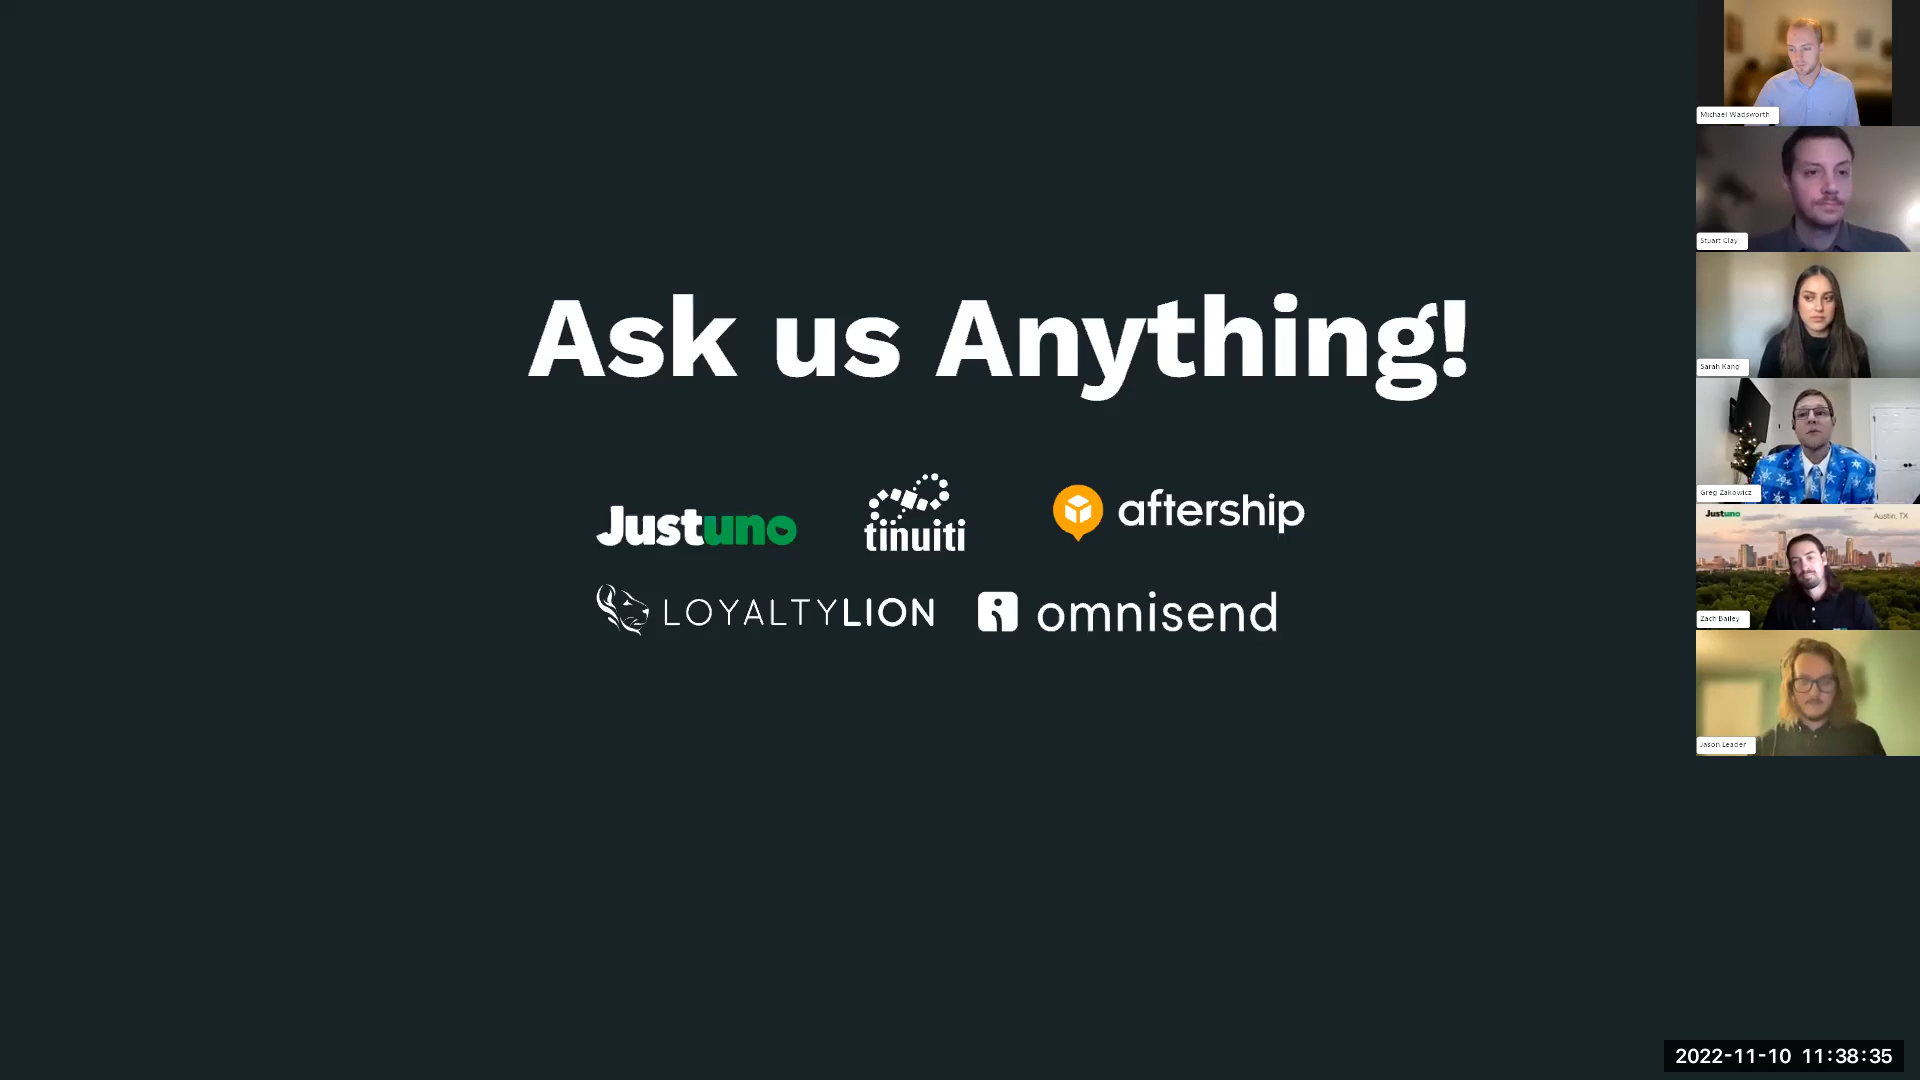 Ask us Anything!
Justuno
tinuiti
aftership
LOYALTYLION
omnisend
Michael Wadsworth
Stuart Clay
Sarah Kang
Greg Zakowicz
Justuno
Austin, TX
Zach Bailey
Jason Leader
2022-11-10 11:38:35